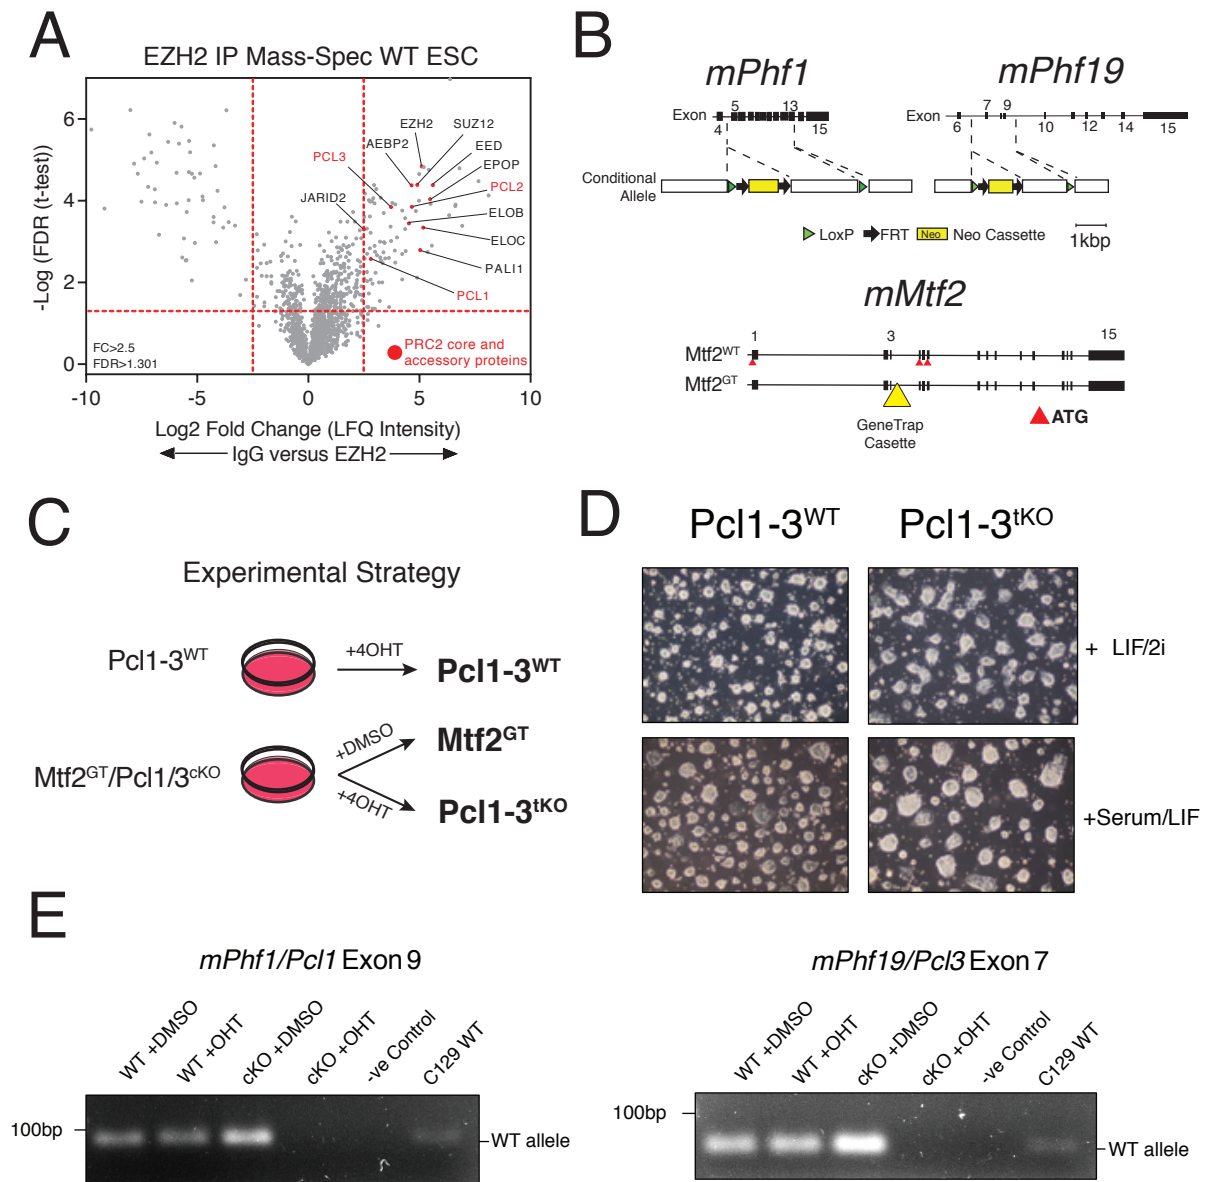 A
EZH2 IP Mass-Spec WT ESC
-Log (FDR (t-test))
6
4
2
0
EZH2
SUZ12
AEBP2
EED
PCL3
EPOP
PCL2
JARID2
ELOB
ELOC
PALI1
PCL1
PRC2 core and
accessory proteins
FC>2.5
FDR>1.301
-10
-5
0
5
10
Log2 Fold Change (LFQ Intensity)
IgG versus EZH2
B
mPhf1
mPhf19
Exon
4
5
13
15
Exon
6
7
9
10
12
14
15
Conditional
Allele
LoxP
FRT
Neo
Neo Cassette
1kbp
mMtf2
1
3
15
Mtf2WT
Mtf2GT
GeneTrap
Casette
ATG
C
Experimental Strategy
Pcl1-3WT
+4OHT
Pcl1-3WT
Mtf2GT/Pcl1/3cKO
+DMSO
Mtf2GT
+4OHT
Pcl1-3tKO
D
Pcl1-3WT
Pcl1-3tKO
+ LIF/2i
+Serum/LIF
E
mPhf1/Pcl1 Exon 9
WT +DMSO
WT +OHT
cKO +DMSO
cKO +OHT
-ve Control
C129 WT
100bp
WT allele
mPhf19/Pcl3 Exon 7
WT +DMSO
WT +OHT
cKO +DMSO
cKO +OHT
-ve Control
C129 WT
100bp
WT allele